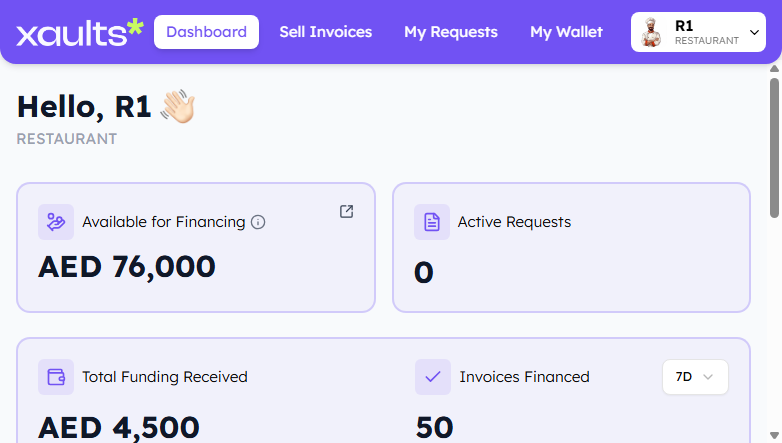 xaults*
Dashboard
Sell Invoices
My Requests
My Wallet
R1
RESTAURANT
Hello, R1 👋🏻
RESTAURANT
Available for Financing
AED 76,000
Active Requests
0
Total Funding Received
AED 4,500
Invoices Financed
50
7D